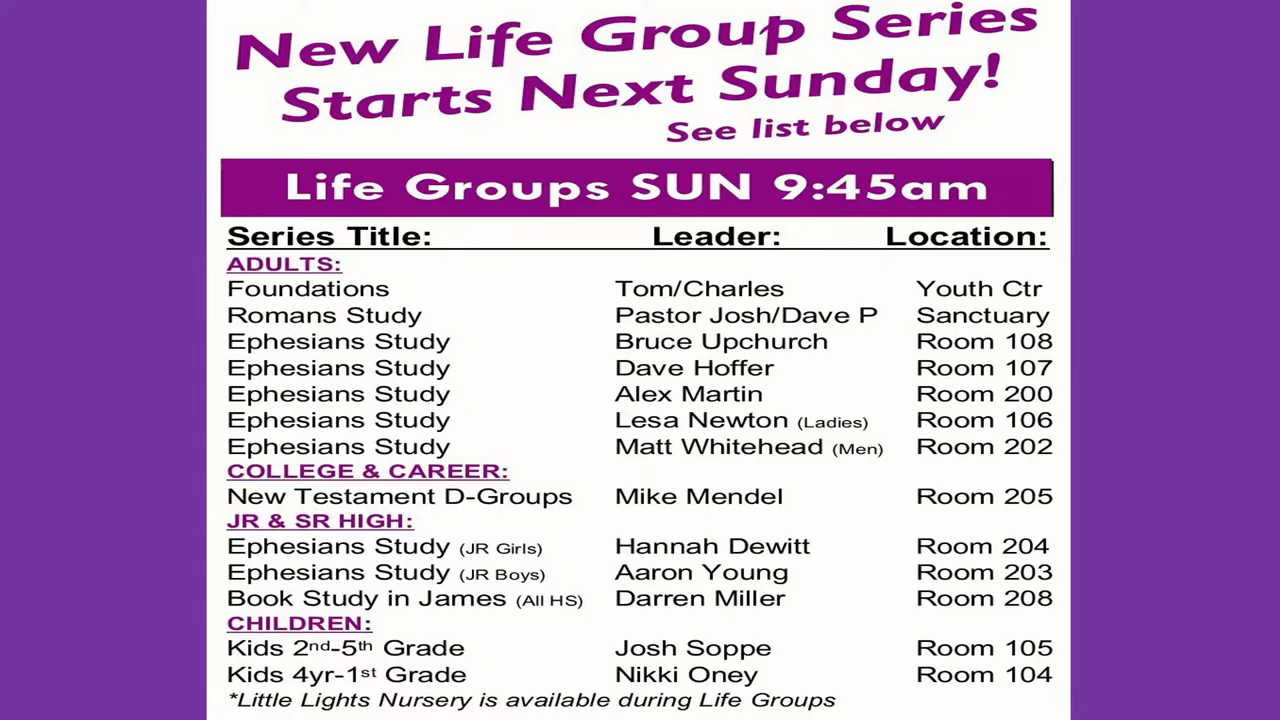 New Life Group Series
Starts Next Sunday!
See list below
Life Groups SUN 9:45am
Series Title: Leader: Location:
ADULTS:
Foundations Tom/Charles Youth Ctr
Romans Study Pastor Josh/Dave P Sanctuary
Ephesians Study Bruce Upchurch Room 108
Ephesians Study Dave Hoffer Room 107
Ephesians Study Alex Martin Room 200
Ephesians Study Lesa Newton (Ladies) Room 106
Ephesians Study Matt Whitehead (Men) Room 202
COLLEGE & CAREER:
New Testament D-Groups Mike Mendel Room 205
JR & SR HIGH:
Ephesians Study (JR Girls) Hannah Dewitt Room 204
Ephesians Study (JR Boys) Aaron Young Room 203
Book Study in James (All HS) Darren Miller Room 208
CHILDREN:
Kids 2nd-5th Grade Josh Soppe Room 105
Kids 4yr-1st Grade Nikki Oney Room 104
*Little Lights Nursery is available during Life Groups